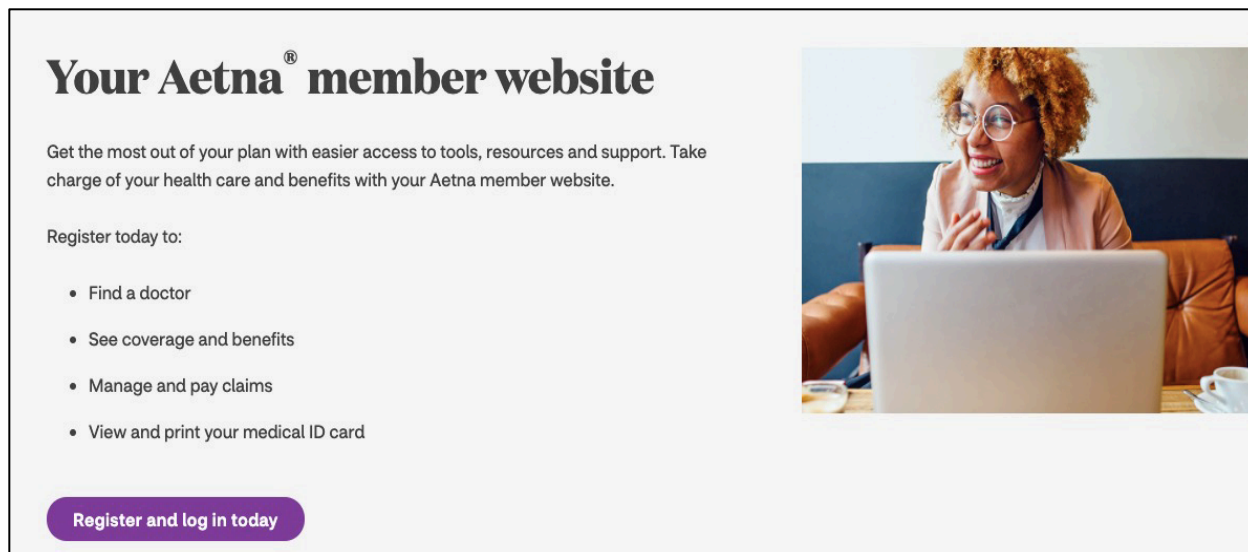 Your Aetna® member website
Get the most out of your plan with easier access to tools, resources and support. Take
charge of your health care and benefits with your Aetna member website.
Register today to:
• Find a doctor
• See coverage and benefits
• Manage and pay claims
• View and print your medical ID card
Register and log in today